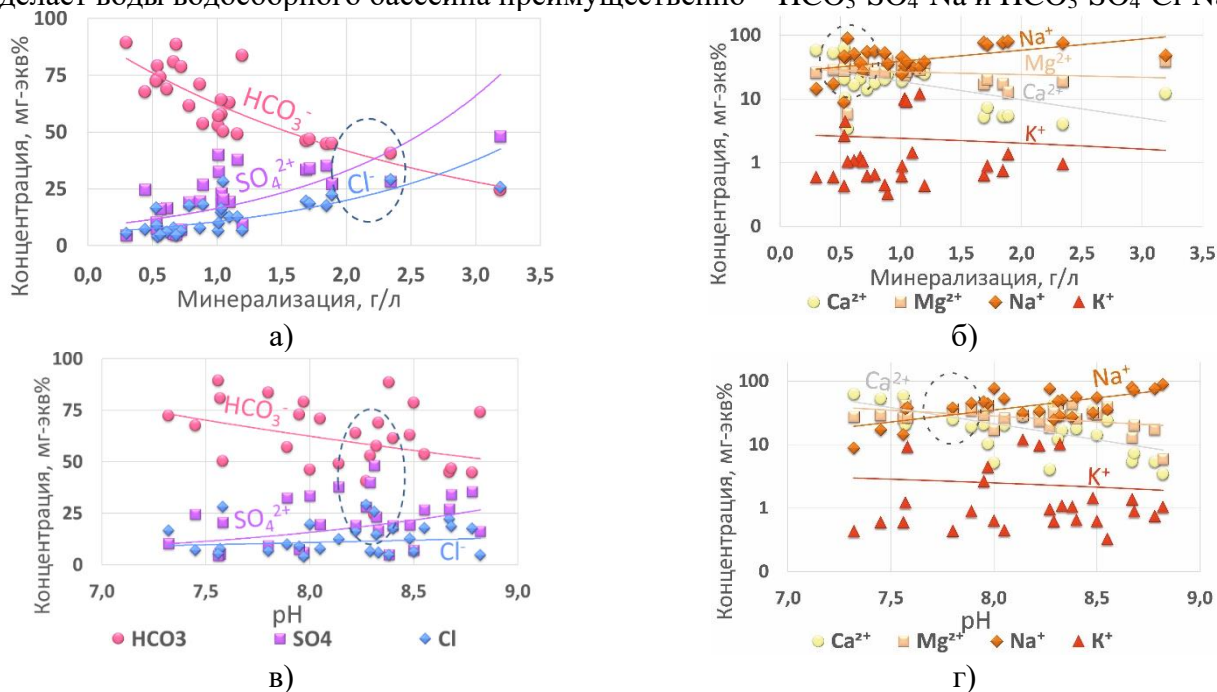 делает воды водосборного бассейна преимущественно – HCO₃-SO₄-Na и HCO₃-SO₄-Cl-Na
Концентрация, мг-экв%
100
75
50
25
0
HCO₃⁻
SO₄²⁺
Cl⁻
0,0 0,5 1,0 1,5 2,0 2,5 3,0 3,5
Минерализация, г/л
а)
Концентрация, мг-экв%
100
10
1
0
Na⁺
Mg²⁺
Ca²⁺
K⁺
0,0 0,5 1,0 1,5 2,0 2,5 3,0 3,5
Минерализация, г/л
Ca²⁺ Mg²⁺ Na⁺ K⁺
б)
Концентрация, мг-экв%
100
75
50
25
0
HCO₃⁻
SO₄²⁺
Cl⁻
7,0 7,5 8,0 8,5 9,0
pH
HCO3 SO4 Cl
в)
Концентрация, мг-экв%
100
10
1
0
Ca²⁺
Na⁺
K⁺
7,0 7,5 8,0 8,5 9,0
pH
Ca²⁺ Mg²⁺ Na⁺ K⁺
г)